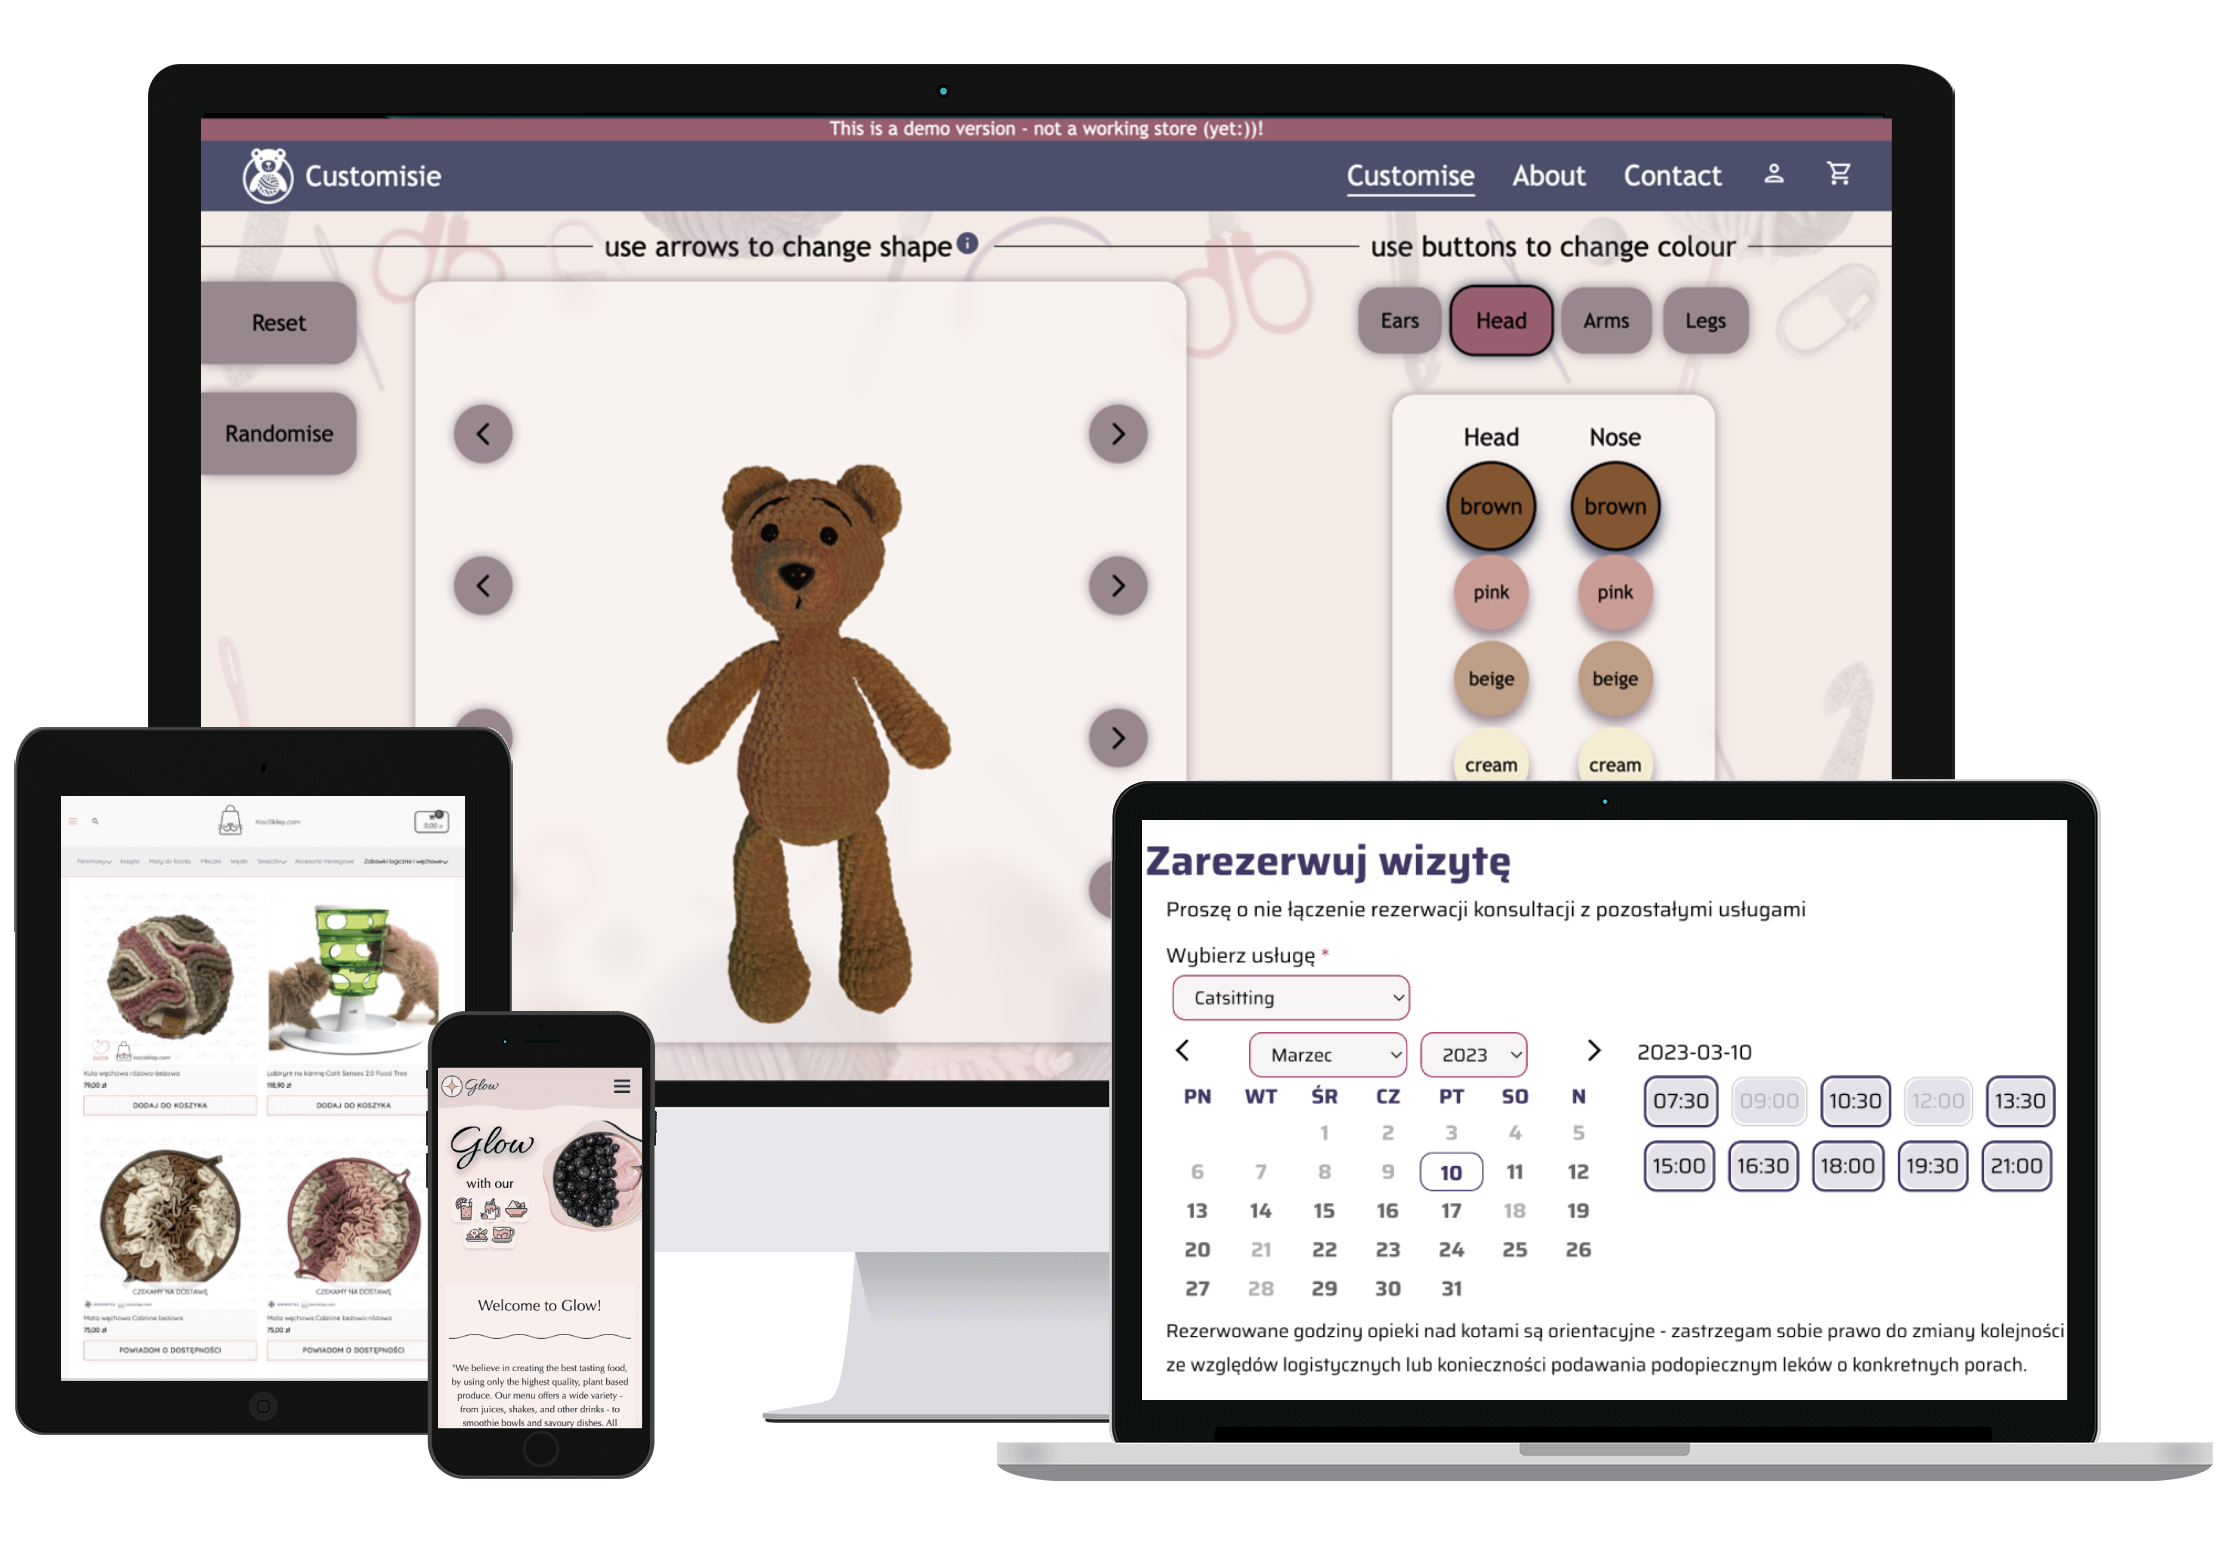 This is a demo version - not a working store (yet:))!
Customisie
Customise About Contact
use arrows to change shape
use buttons to change colour
Reset
Randomise
Ears Head Arms Legs
Head Nose
brown brown
pink pink
beige beige
cream cream
KociSklep.com
0
0,00 zł
Feromony Książki Maty do lizania Piłeczki Wędki Smaczki Akcesoria treningowe Zabawki logiczne i węchowe
kocisklep.com
Kula węchowa różowo-beżowa
79,00 zł
DODAJ DO KOSZYKA
Labirynt na karmę Catit Senses 2.0 Food Tree
118,90 zł
DODAJ DO KOSZYKA
CZEKAMY NA DOSTAWĘ
Mata węchowa Calzone beżowa
75,00 zł
POWIADOM O DOSTĘPNOŚCI
CZEKAMY NA DOSTAWĘ
Mata węchowa Calzone beżowo-różowa
75,00 zł
POWIADOM O DOSTĘPNOŚCI
Glow
Glow
with our
Welcome to Glow!
"We believe in creating the best tasting food,
by using only the highest quality, plant based
produce. Our menu offers a wide variety -
from juices, shakes, and other drinks - to
smoothie bowls and savoury dishes. All
Zarezerwuj wizytę
Proszę o nie łączenie rezerwacji konsultacji z pozostałymi usługami
Wybierz usługę *
Catsitting
Marzec 2023
PN WT ŚR CZ PT SO N
1 2 3 4 5
6 7 8 9 10 11 12
13 14 15 16 17 18 19
20 21 22 23 24 25 26
27 28 29 30 31
2023-03-10
07:30 09:00 10:30 12:00 13:30
15:00 16:30 18:00 19:30 21:00
Rezerwowane godziny opieki nad kotami są orientacyjne - zastrzegam sobie prawo do zmiany kolejności
ze względów logistycznych lub konieczności podawania podopiecznym leków o konkretnych porach.